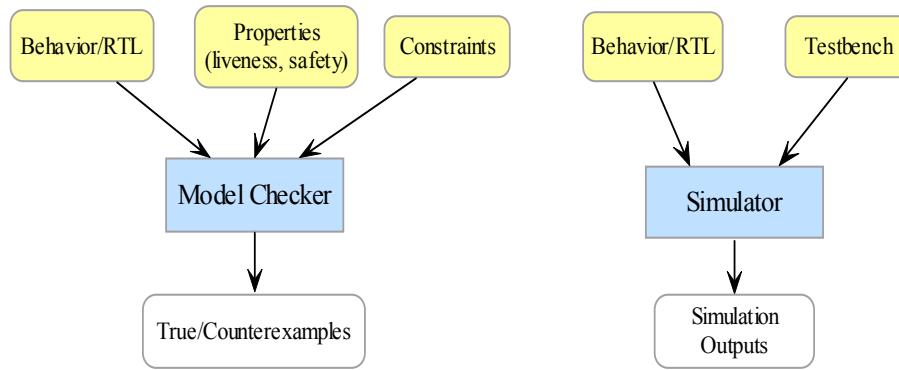 Behavior/RTL
Properties
(liveness, safety)
Constraints
Model Checker
True/Counterexamples
Behavior/RTL
Testbench
Simulator
Simulation
Outputs